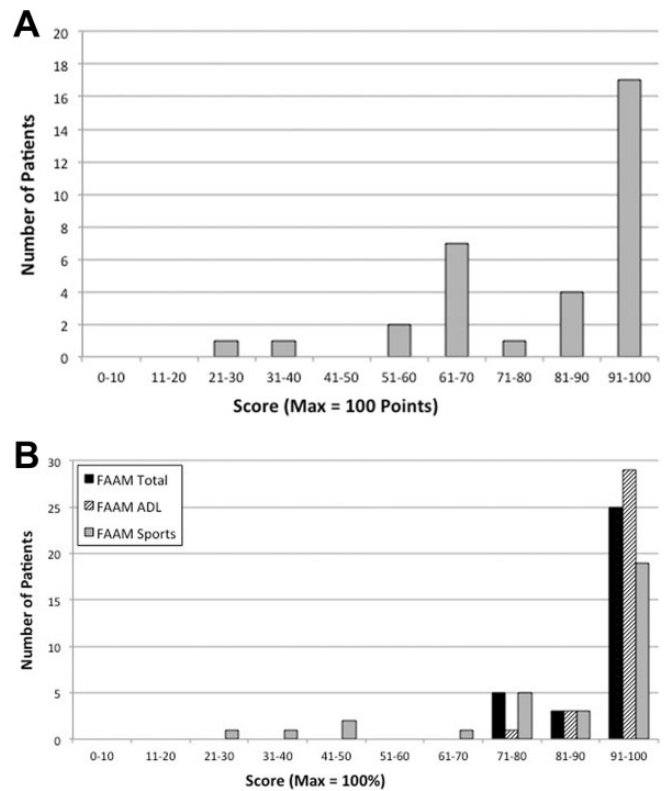 A
20
18
16
14
12
10
8
6
4
2
0
Number of Patients
0-10 11-20 21-30 31-40 41-50 51-60 61-70 71-80 81-90 91-100
Score (Max = 100 Points)
B
30
25
20
15
10
5
0
Number of Patients
FAAM Total
FAAM ADL
FAAM Sports
0-10 11-20 21-30 31-40 41-50 51-60 61-70 71-80 81-90 91-100
Score (Max = 100%)